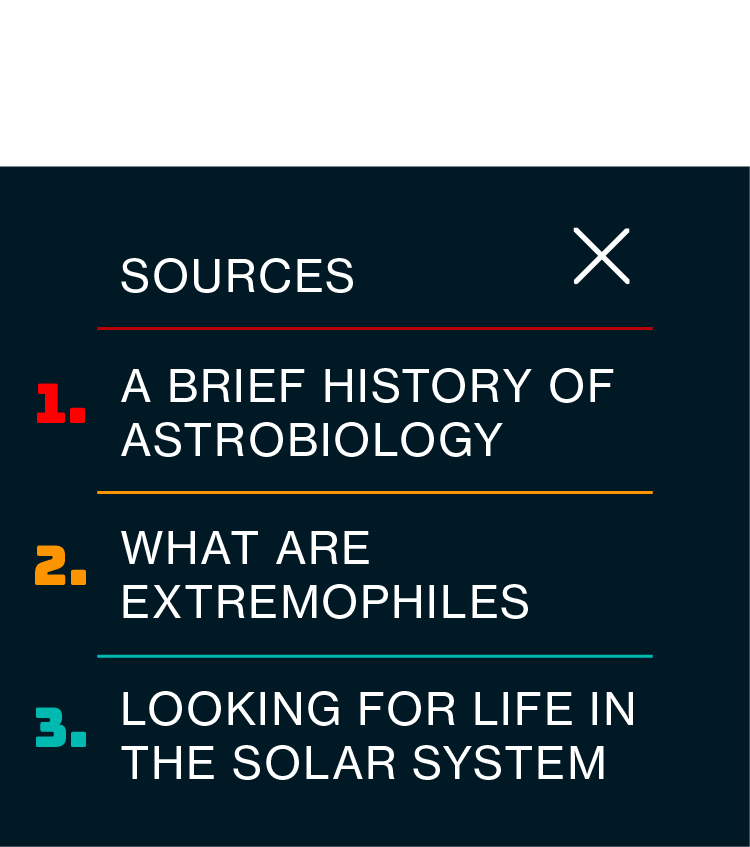 SOURCES
1. A BRIEF HISTORY OF
ASTROBIOLOGY
2. WHAT ARE
EXTREMOPHILES
3. LOOKING FOR LIFE IN
THE SOLAR SYSTEM